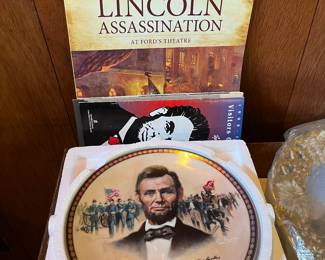 LINCOLN
ASSASSINATION
AT FORD'S THEATRE
Visitors